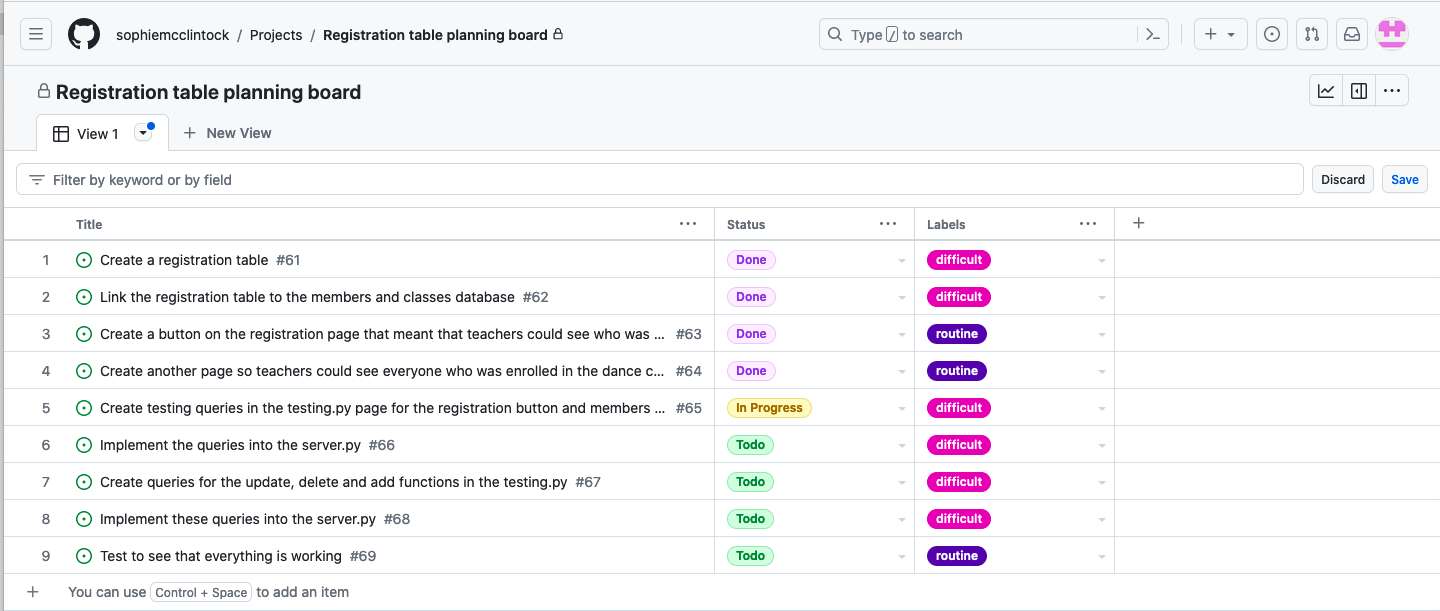 sophiemcclintock / Projects / Registration table planning board
Type / to search
Registration table planning board
View 1
New View
Filter by keyword or by field
Discard
Save
Title Status Labels
1 Create a registration table #61 Done difficult
2 Link the registration table to the members and classes database #62 Done difficult
3 Create a button on the registration page that meant that teachers could see who was ... #63 Done routine
4 Create another page so teachers could see everyone who was enrolled in the dance c... #64 Done routine
5 Create testing queries in the testing.py page for the registration button and members ... #65 In Progress difficult
6 Implement the queries into the server.py #66 Todo difficult
7 Create queries for the update, delete and add functions in the testing.py #67 Todo difficult
8 Implement these queries into the server.py #68 Todo difficult
9 Test to see that everything is working #69 Todo routine
You can use Control + Space to add an item